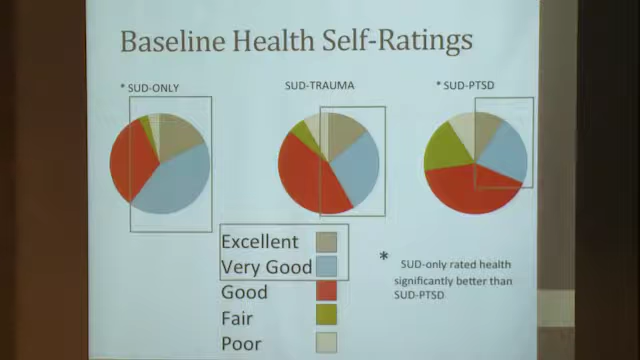 Baseline Health Self-Ratings
* SUD-ONLY
SUD-TRAUMA
* SUD-PTSD
Excellent
Very Good
Good
Fair
Poor
* SUD-only rated health
significantly better than
SUD-PTSD